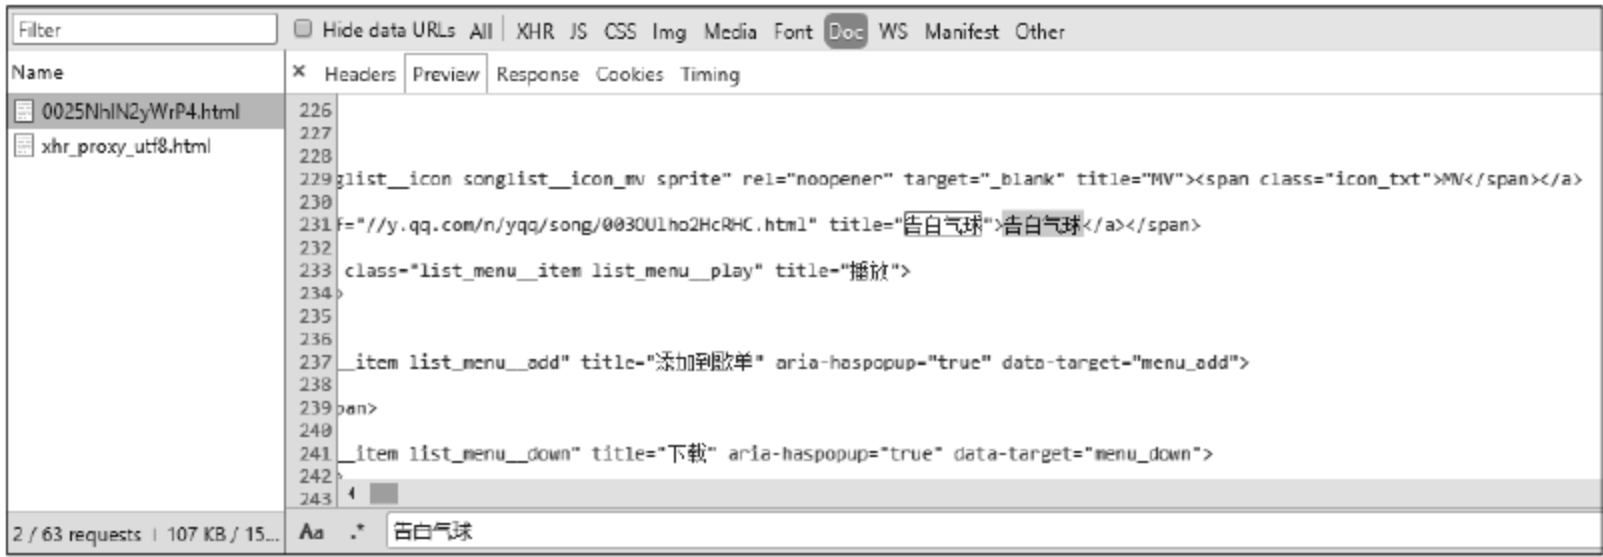 Filter
Hide data URLs All XHR JS CSS Img Media Font Doc WS Manifest Other
Name
× Headers Preview Response Cookies Timing
0025NhlN2yWrP4.html
xhr_proxy_utf8.html
226
227
228
229 glist__icon songlist__icon_mv sprite" rel="noopener" target="_blank" title="MV"><span class="icon_txt">MV</span></a>
230
231 f="//y.qq.com/n/yqq/song/003OUlho2HcRHC.html" title="告白气球">告白气球</a></span>
232
233 class="list_menu__item list_menu__play" title="播放">
234 >
235
236
237 __item list_menu__add" title="添加到歌单" aria-haspopup="true" data-target="menu_add">
238
239 pan>
240
241 __item list_menu__down" title="下载" aria-haspopup="true" data-target="menu_down">
242 >
243
2 / 63 requests | 107 KB / 15...
Aa .* 告白气球